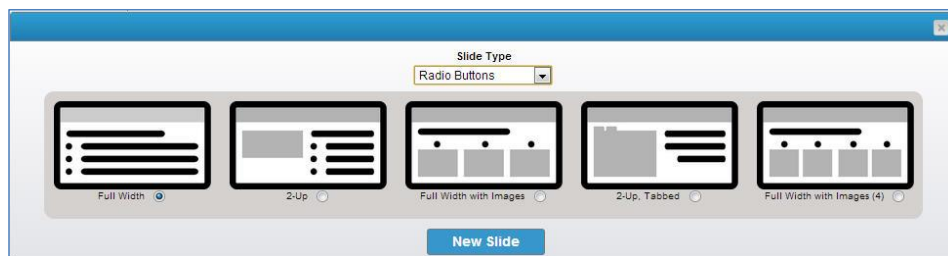 Slide Type
Radio Buttons
Full Width 2-Up Full Width with Images 2-Up, Tabbed Full Width with Images (4)
New Slide